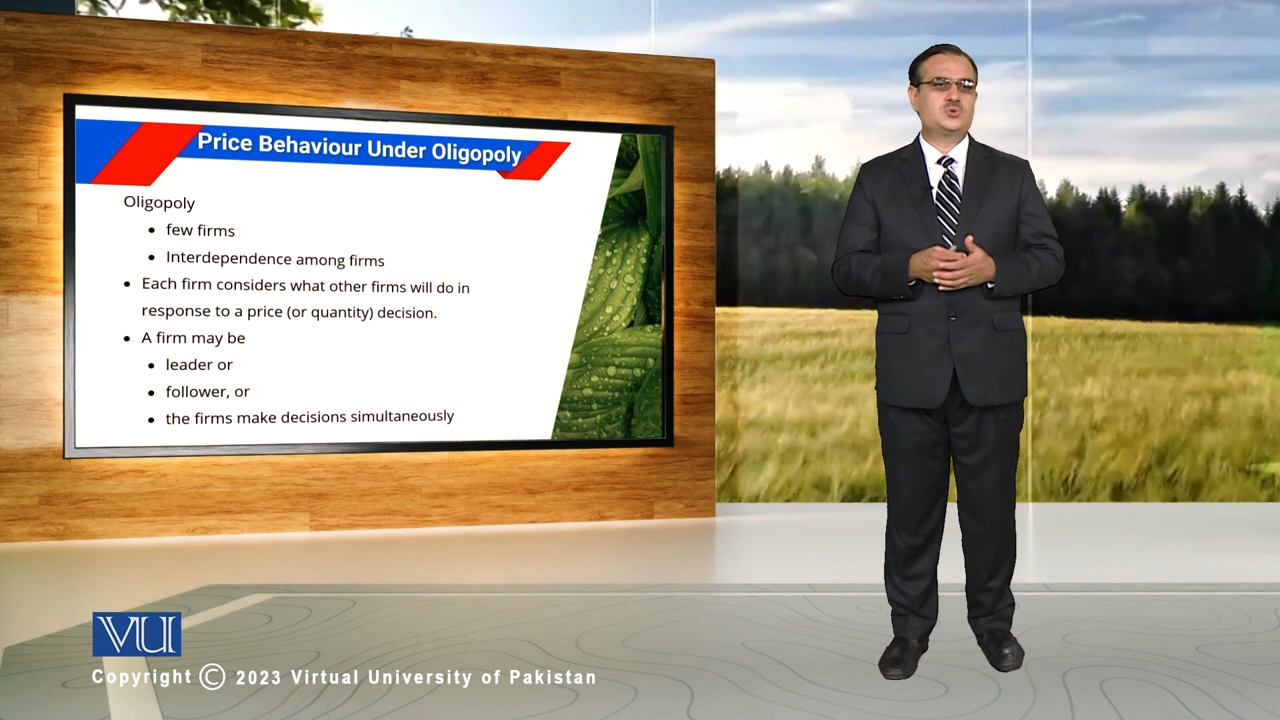 Price Behaviour Under Oligopoly
Oligopoly
• few firms
• Interdependence among firms
• Each firm considers what other firms will do in
response to a price (or quantity) decision.
• A firm may be
• leader or
• follower, or
• the firms make decisions simultaneously
VU
Copyright © 2023 Virtual University of Pakistan